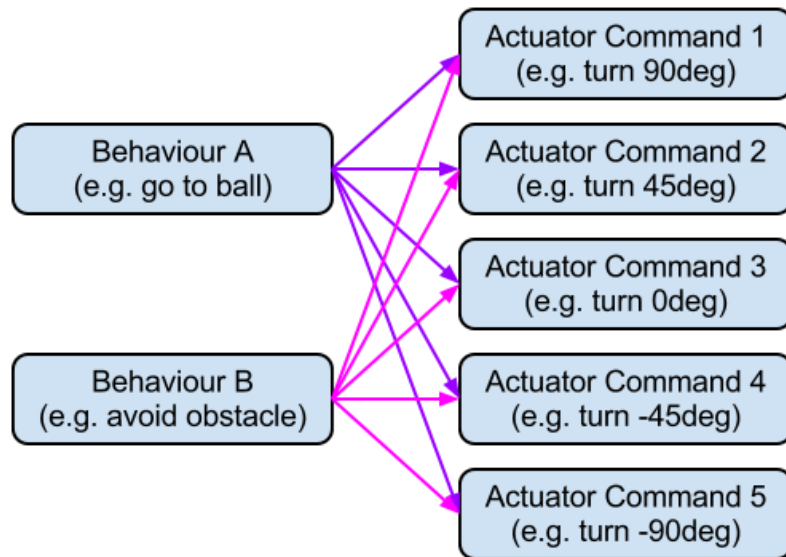 Actuator Command 1
(e.g. turn 90deg)
Behaviour A
(e.g. go to ball)
Actuator Command 2
(e.g. turn 45deg)
Actuator Command 3
(e.g. turn 0deg)
Behaviour B
(e.g. avoid obstacle)
Actuator Command 4
(e.g. turn -45deg)
Actuator Command 5
(e.g. turn -90deg)